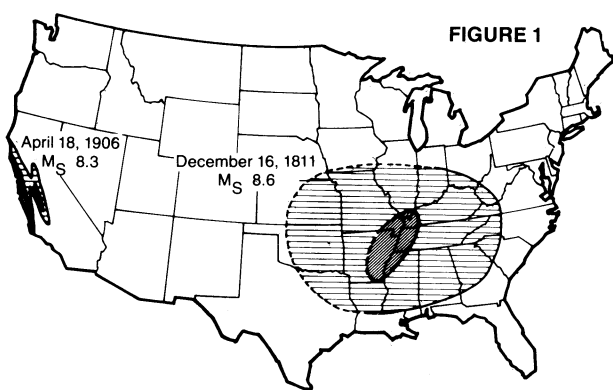 FIGURE 1
April 18, 1906
MS 8.3
December 16, 1811
MS 8.6